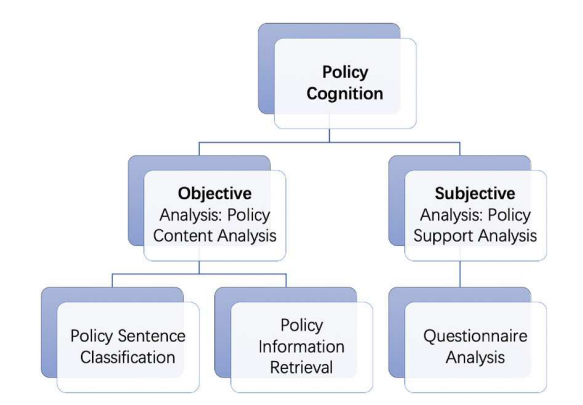 Policy
Cognition
Objective
Analysis: Policy
Content Analysis
Subjective
Analysis: Policy
Support Analysis
Policy Sentence
Classification
Policy
Information
Retrieval
Questionnaire
Analysis